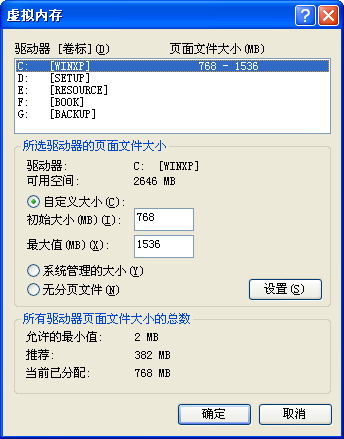 虚拟内存
驱动器 [卷标](D) 页面文件大小(MB)
C: [WINXP] 768 - 1536
D: [SETUP]
E: [RESOURCE]
F: [BOOK]
G: [BACKUP]
所选驱动器的页面文件大小
驱动器: C: [WINXP]
可用空间: 2646 MB
自定义大小(C):
初始大小(MB)(I): 768
最大值(MB)(X): 1536
系统管理的大小(Y)
无分页文件(N) 设置(S)
所有驱动器页面文件大小的总数
允许的最小值: 2 MB
推荐: 382 MB
当前已分配: 768 MB
确定 取消